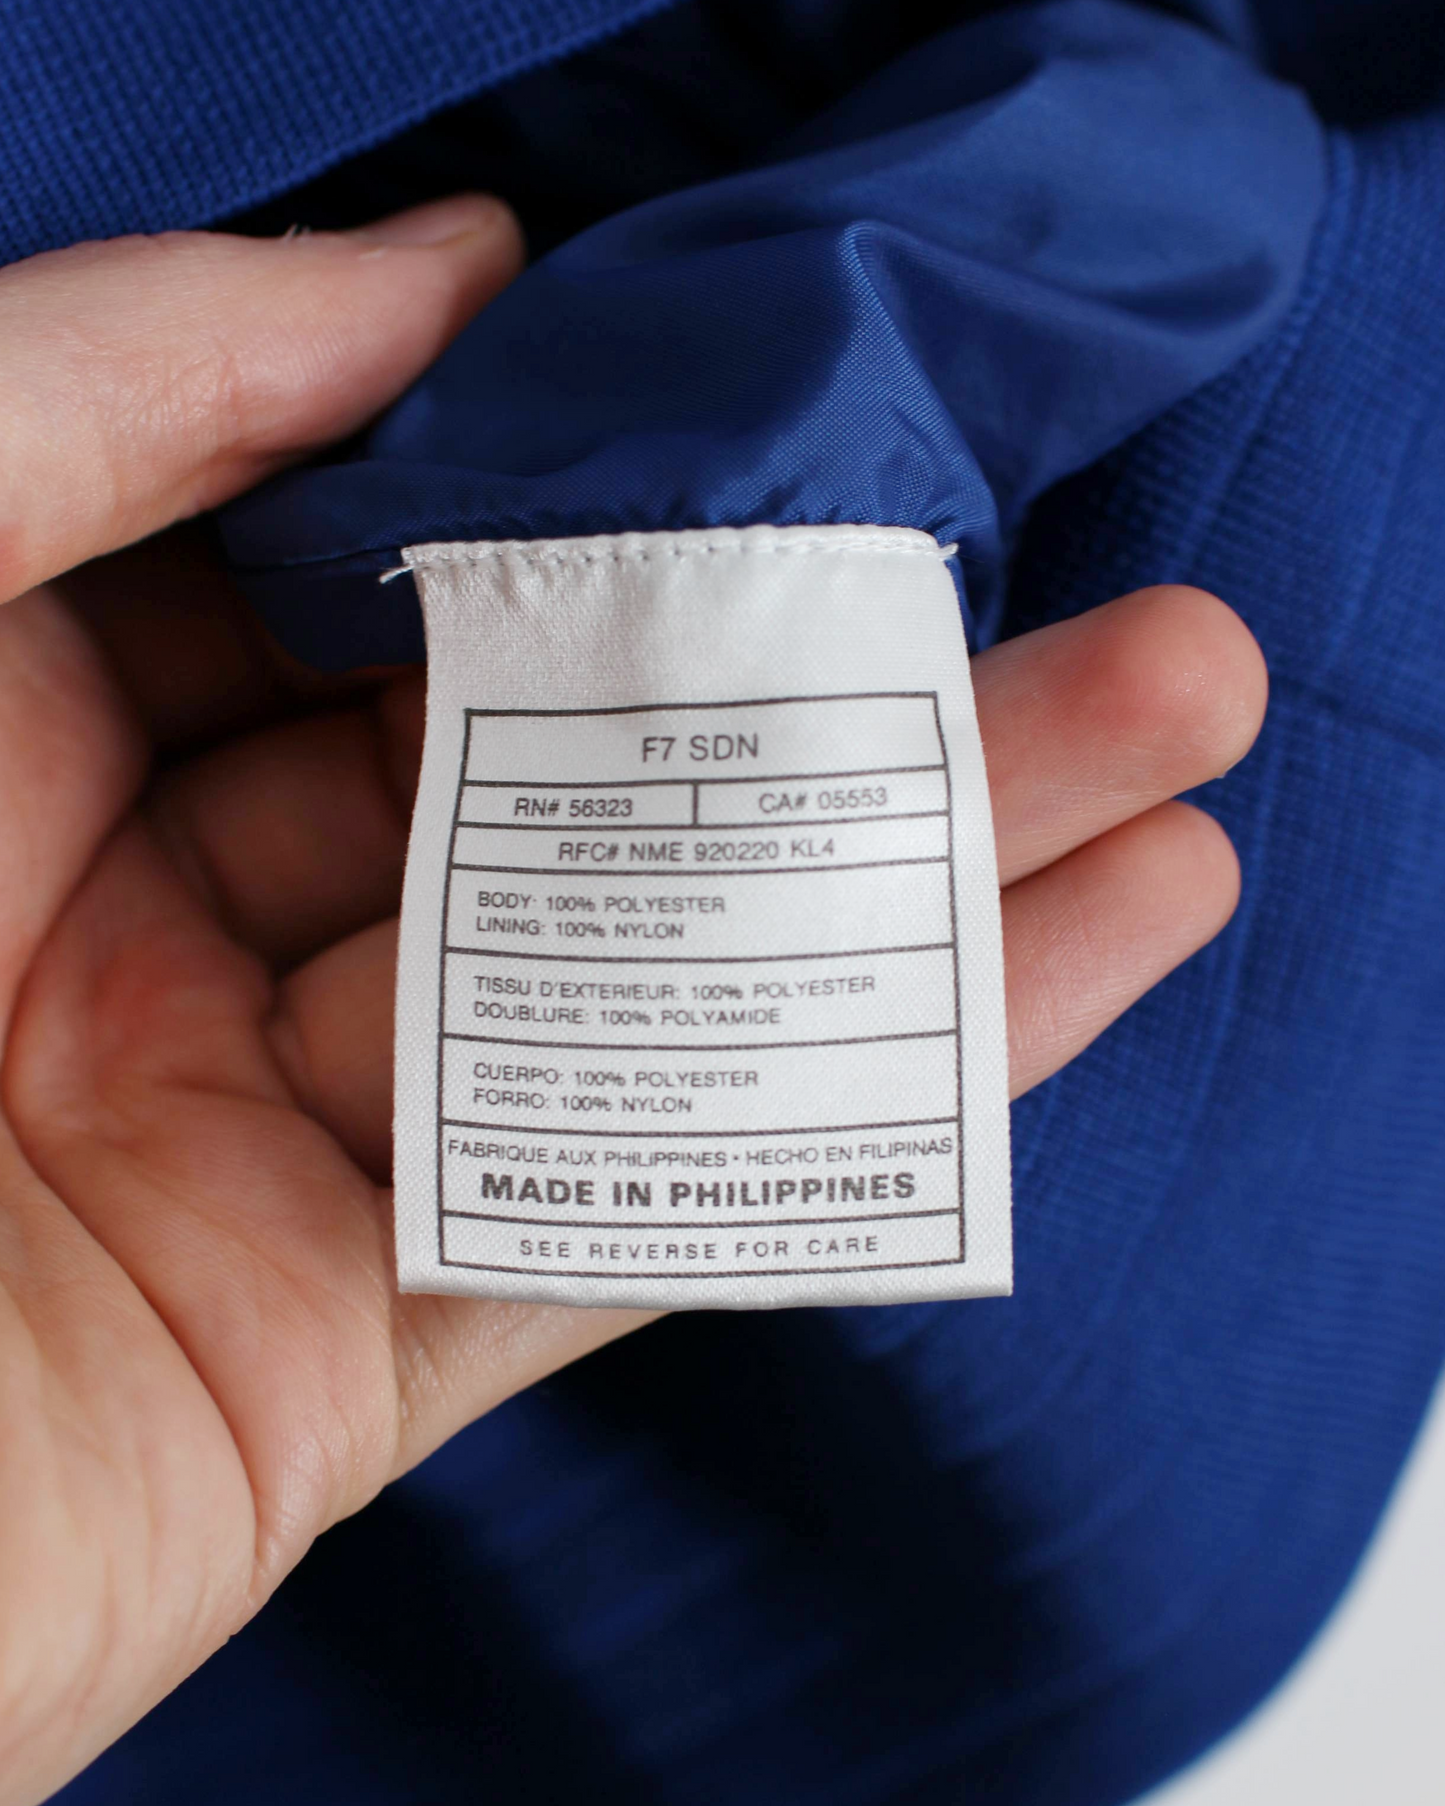 F7 SDN
RN# 56323 CA# 05553
RFC# NME 920220 KL4
BODY: 100% POLYESTER
LINING: 100% NYLON
TISSU D'EXTERIEUR: 100% POLYESTER
DOUBLURE: 100% POLYAMIDE
CUERPO: 100% POLYESTER
FORRO: 100% NYLON
FABRIQUE AUX PHILIPPINES • HECHO EN FILIPINAS
MADE IN PHILIPPINES
SEE REVERSE FOR CARE